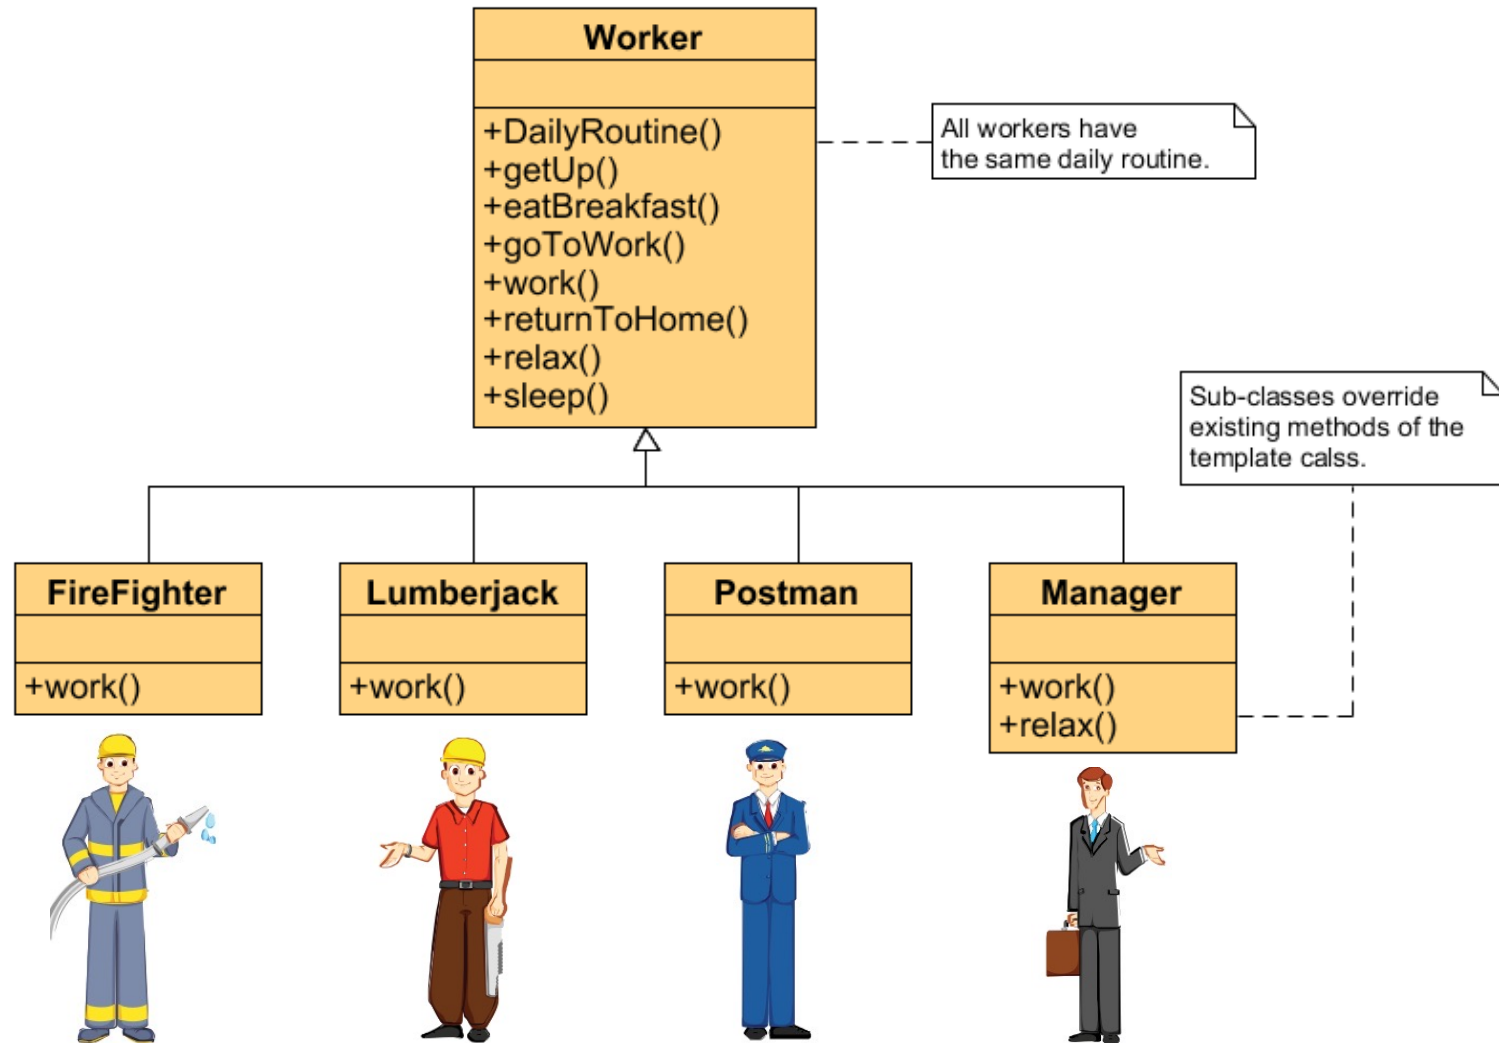 Worker
+DailyRoutine()
+getUp()
+eatBreakfast()
+goToWork()
+work()
+returnToHome()
+relax()
+sleep()
All workers have
the same daily routine.
Sub-classes override
existing methods of the
template calss.
FireFighter
+work()
Lumberjack
+work()
Postman
+work()
Manager
+work()
+relax()